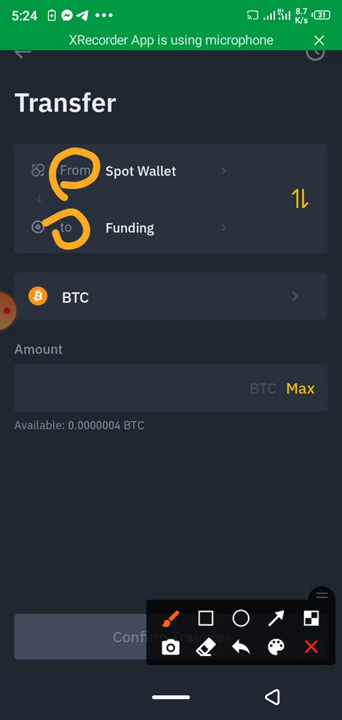 5:24 8.7 K/s 31
XRecorder App is using microphone
Transfer
From Spot Wallet
to Funding
BTC
Amount
BTC Max
Available: 0.0000004 BTC